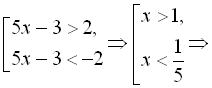 [ 5x − 3 > 2, ⇒ [ x > 1, ⇒
5x − 3 < −2 x < 1/5